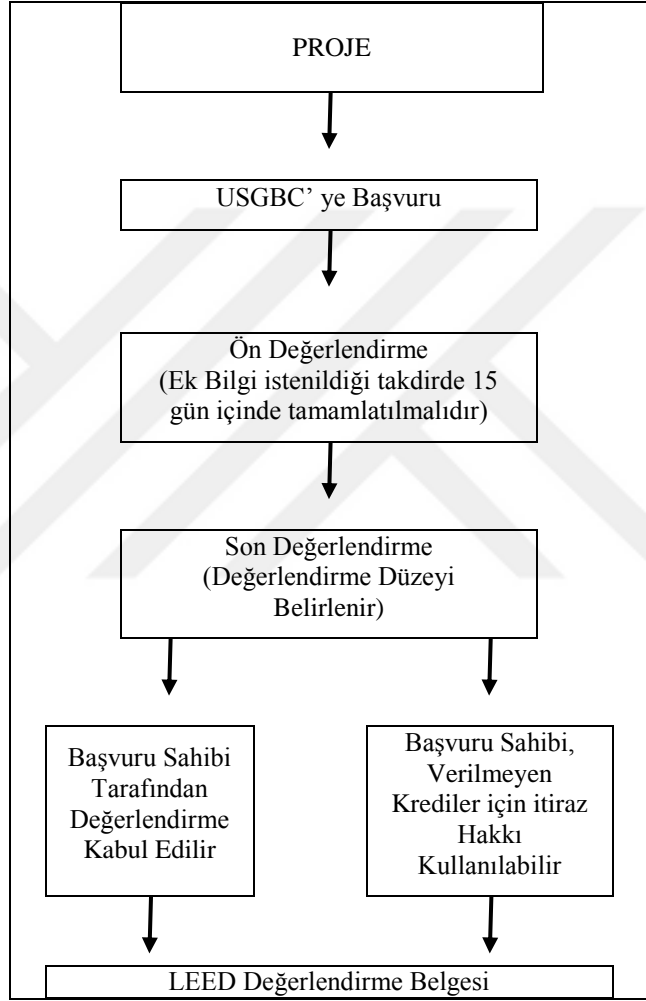 PROJE
USGBC’ ye Başvuru
Ön Değerlendirme
(Ek Bilgi istenildiği takdirde 15
gün içinde tamamlatılmalıdır)
Son Değerlendirme
(Değerlendirme Düzeyi
Belirlenir)
Başvuru Sahibi
Tarafından
Değerlendirme
Kabul Edilir
Başvuru Sahibi,
Verilmeyen
Krediler için itiraz
Hakkı
Kullanılabilir
LEED Değerlendirme Belgesi